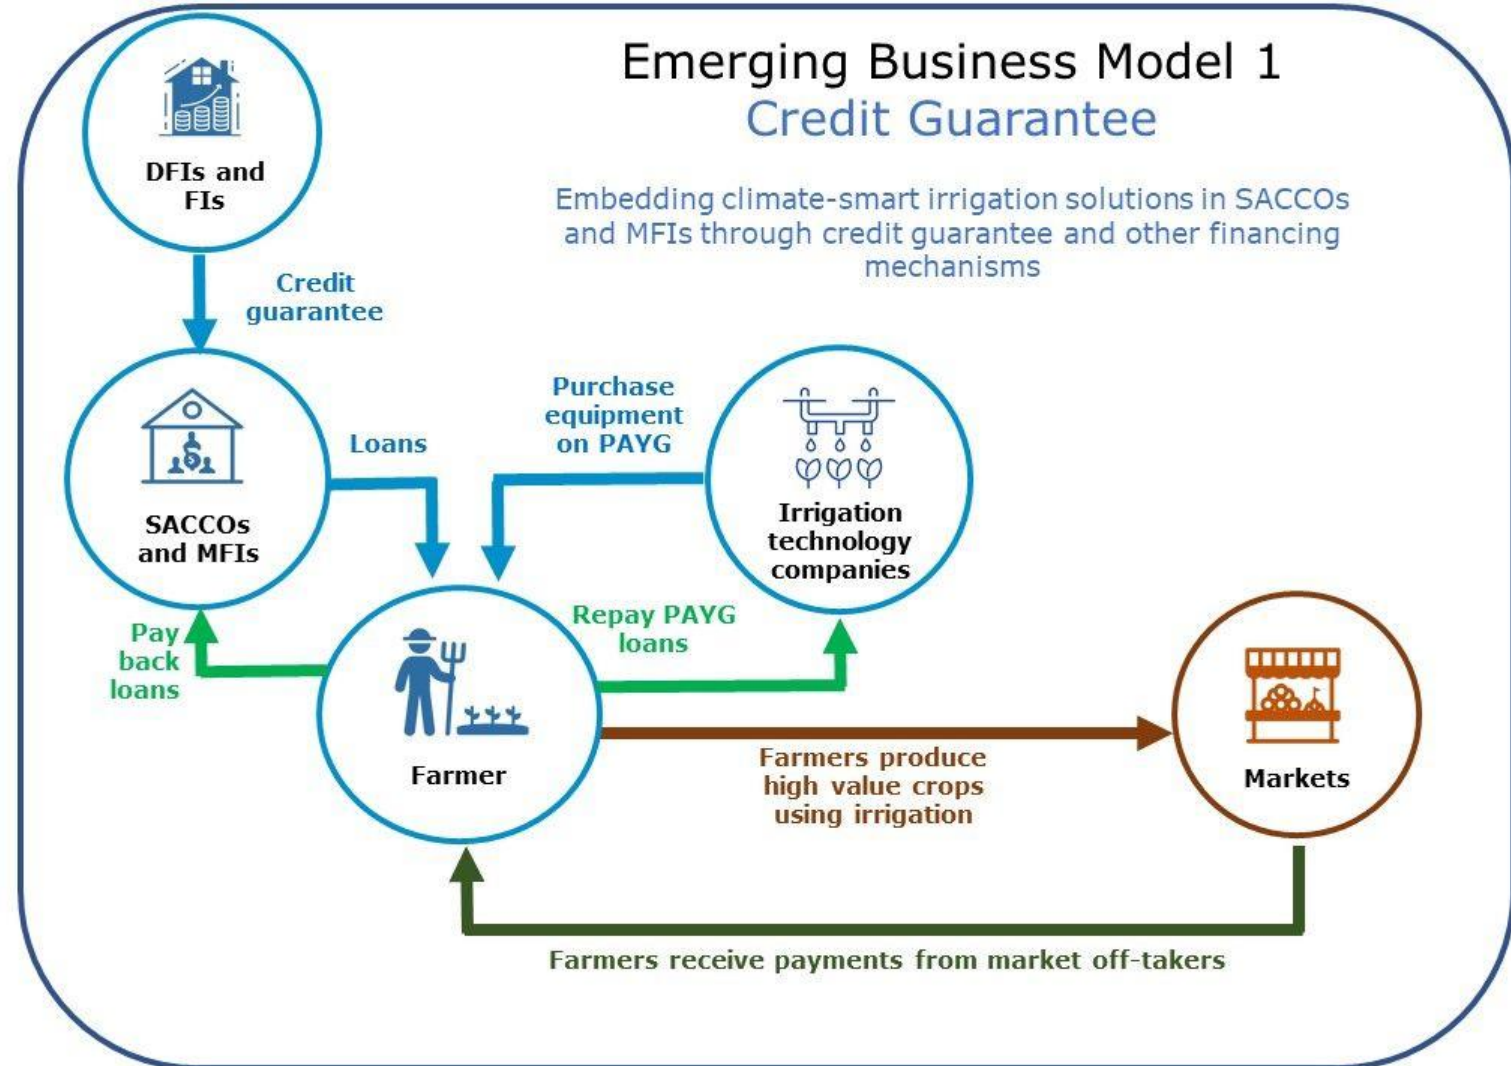 Emerging Business Model 1
Credit Guarantee
Embedding climate-smart irrigation solutions in SACCOs
and MFIs through credit guarantee and other financing
mechanisms
DFIs and
FIs
Credit
guarantee
SACCOs
and MFIs
Loans
Purchase
equipment
on PAYG
Irrigation
technology
companies
Pay
back
loans
Repay PAYG
loans
Farmer
Farmers produce
high value crops
using irrigation
Markets
Farmers receive payments from market off-takers